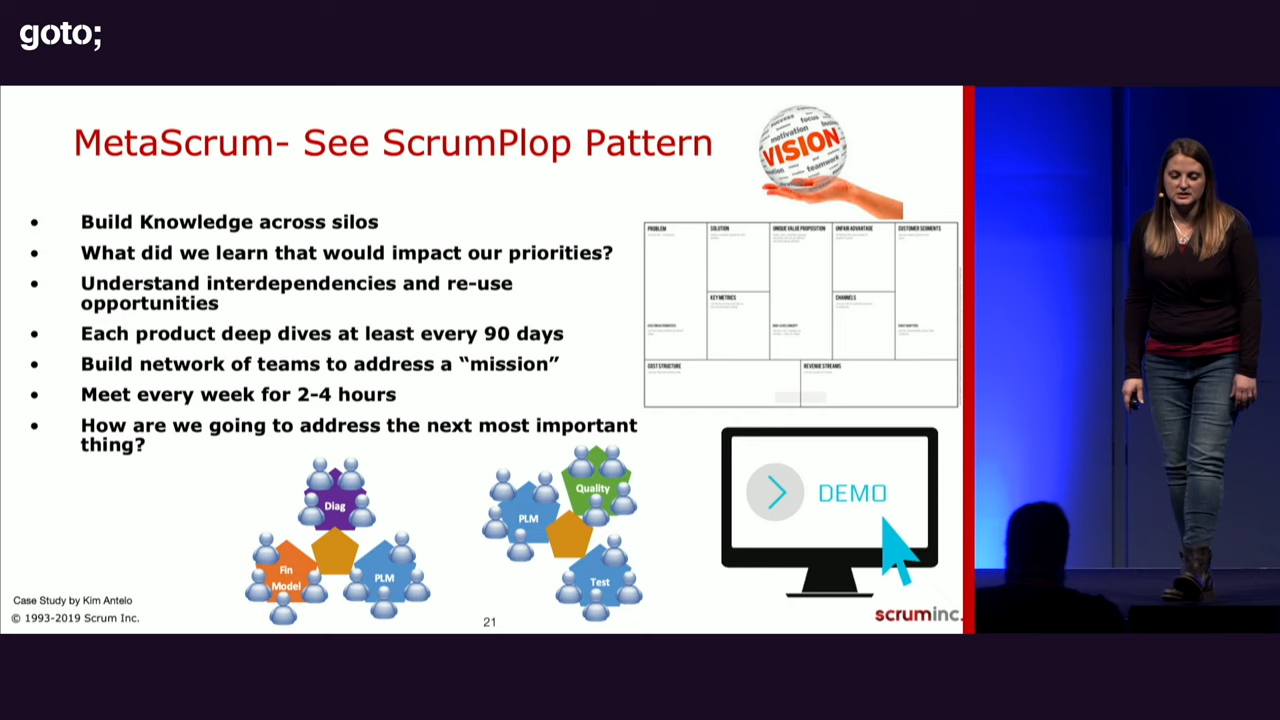 goto;
MetaScrum- See ScrumPlop Pattern
success
focus
motivation
VISION
teamwork
• Build Knowledge across silos
• What did we learn that would impact our priorities?
• Understand interdependencies and re-use
opportunities
• Each product deep dives at least every 90 days
• Build network of teams to address a “mission”
• Meet every week for 2-4 hours
• How are we going to address the next most important
thing?
PROBLEM
SOLUTION
UNIQUE VALUE PROPOSITION
UNFAIR ADVANTAGE
CUSTOMER SEGMENTS
KEY METRICS
CHANNELS
COST STRUCTURE
REVENUE STREAMS
Diag
Fin
Model
PLM
PLM
Quality
Test
DEMO
Case Study by Kim Antelo
© 1993-2019 Scrum Inc.
21
scruminc.